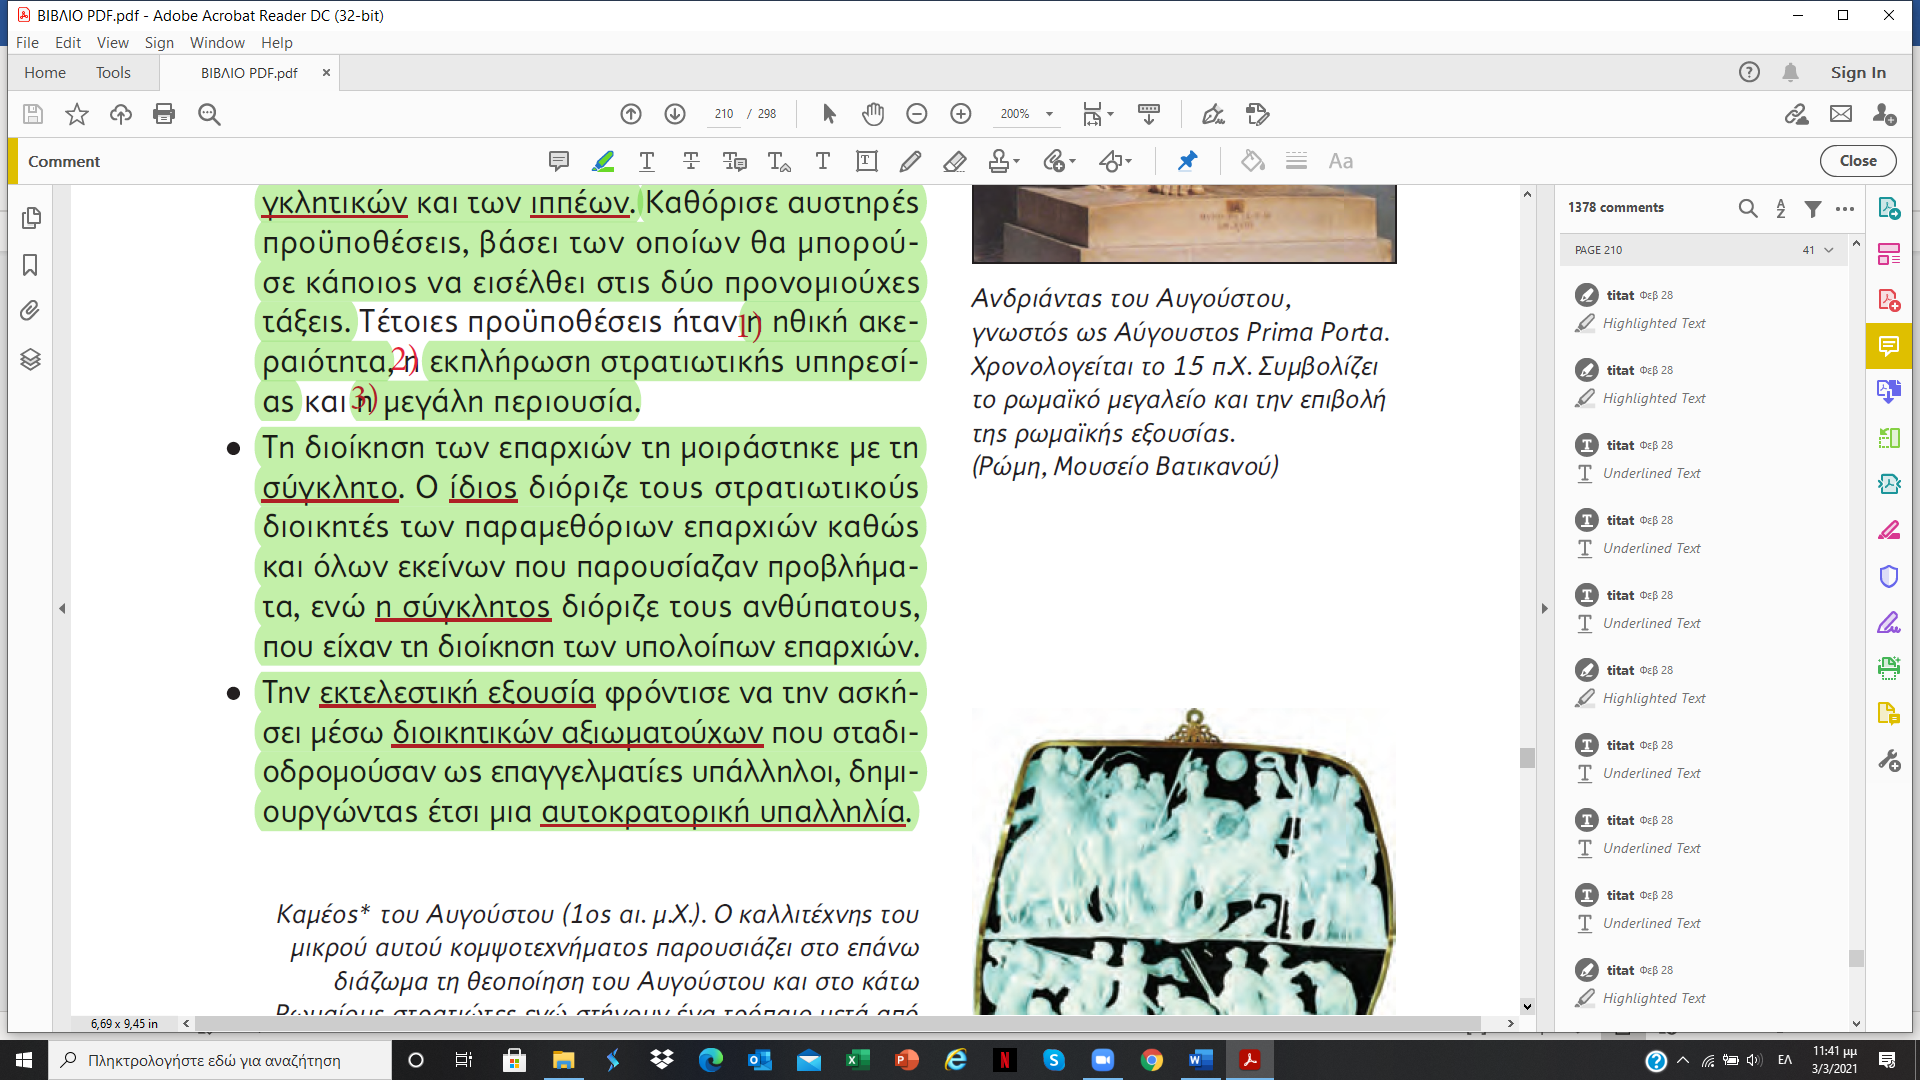 ΒΙΒΛΙΟ PDF.pdf - Adobe Acrobat Reader DC (32-bit)
File Edit View Sign Window Help
Home Tools ΒΙΒΛΙΟ PDF.pdf Sign In
210 / 298 200%
Comment Close
γκλητικών και των ιππέων. Καθόρισε αυστηρές
προϋποθέσεις, βάσει των οποίων θα μπορού-
σε κάποιος να εισέλθει στις δύο προνομιούχες
τάξεις. Τέτοιες προϋποθέσεις ήταν 1) η ηθική ακε-
ραιότητα, 2) η εκπλήρωση στρατιωτικής υπηρεσί-
ας και 3) η μεγάλη περιουσία.
• Τη διοίκηση των επαρχιών τη μοιράστηκε με τη
σύγκλητο. Ο ίδιος διόριζε τους στρατιωτικούς
διοικητές των παραμεθόριων επαρχιών καθώς
και όλων εκείνων που παρουσίαζαν προβλήμα-
τα, ενώ η σύγκλητος διόριζε τους ανθύπατους,
που είχαν τη διοίκηση των υπολοίπων επαρχιών.
• Την εκτελεστική εξουσία φρόντισε να την ασκή-
σει μέσω διοικητικών αξιωματούχων που σταδι-
οδρομούσαν ως επαγγελματίες υπάλληλοι, δημι-
ουργώντας έτσι μια αυτοκρατορική υπαλληλία.
Καμέος* του Αυγούστου (1ος αι. μ.Χ.). Ο καλλιτέχνης του
μικρού αυτού κομψοτεχνήματος παρουσιάζει στο επάνω
διάζωμα τη θεοποίηση του Αυγούστου και στο κάτω
Ρωμαίους στρατιώτες ενώ στήνουν ένα τρόπαιο μετά από
Ανδριάντας του Αυγούστου,
γνωστός ως Αύγουστος Prima Porta.
Χρονολογείται το 15 π.Χ. Συμβολίζει
το ρωμαϊκό μεγαλείο και την επιβολή
της ρωμαϊκής εξουσίας.
(Ρώμη, Μουσείο Βατικανού)
1378 comments
PAGE 210 41
titat Φεβ 28
Highlighted Text
titat Φεβ 28
Highlighted Text
titat Φεβ 28
Underlined Text
titat Φεβ 28
Underlined Text
titat Φεβ 28
Underlined Text
titat Φεβ 28
Highlighted Text
titat Φεβ 28
Underlined Text
titat Φεβ 28
Underlined Text
titat Φεβ 28
Underlined Text
titat Φεβ 28
Highlighted Text
6,69 x 9,45 in
Πληκτρολογήστε εδώ για αναζήτηση
ΕΛ
11:41 μμ
3/3/2021